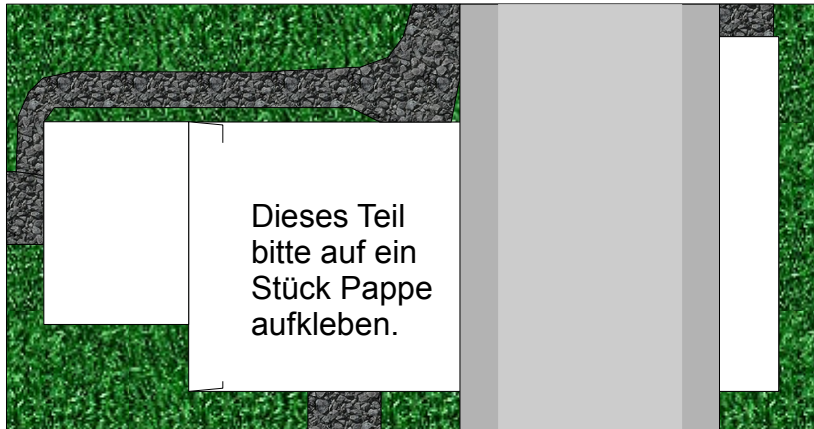 Dieses Teil
bitte auf ein
Stück Pappe
aufkleben.